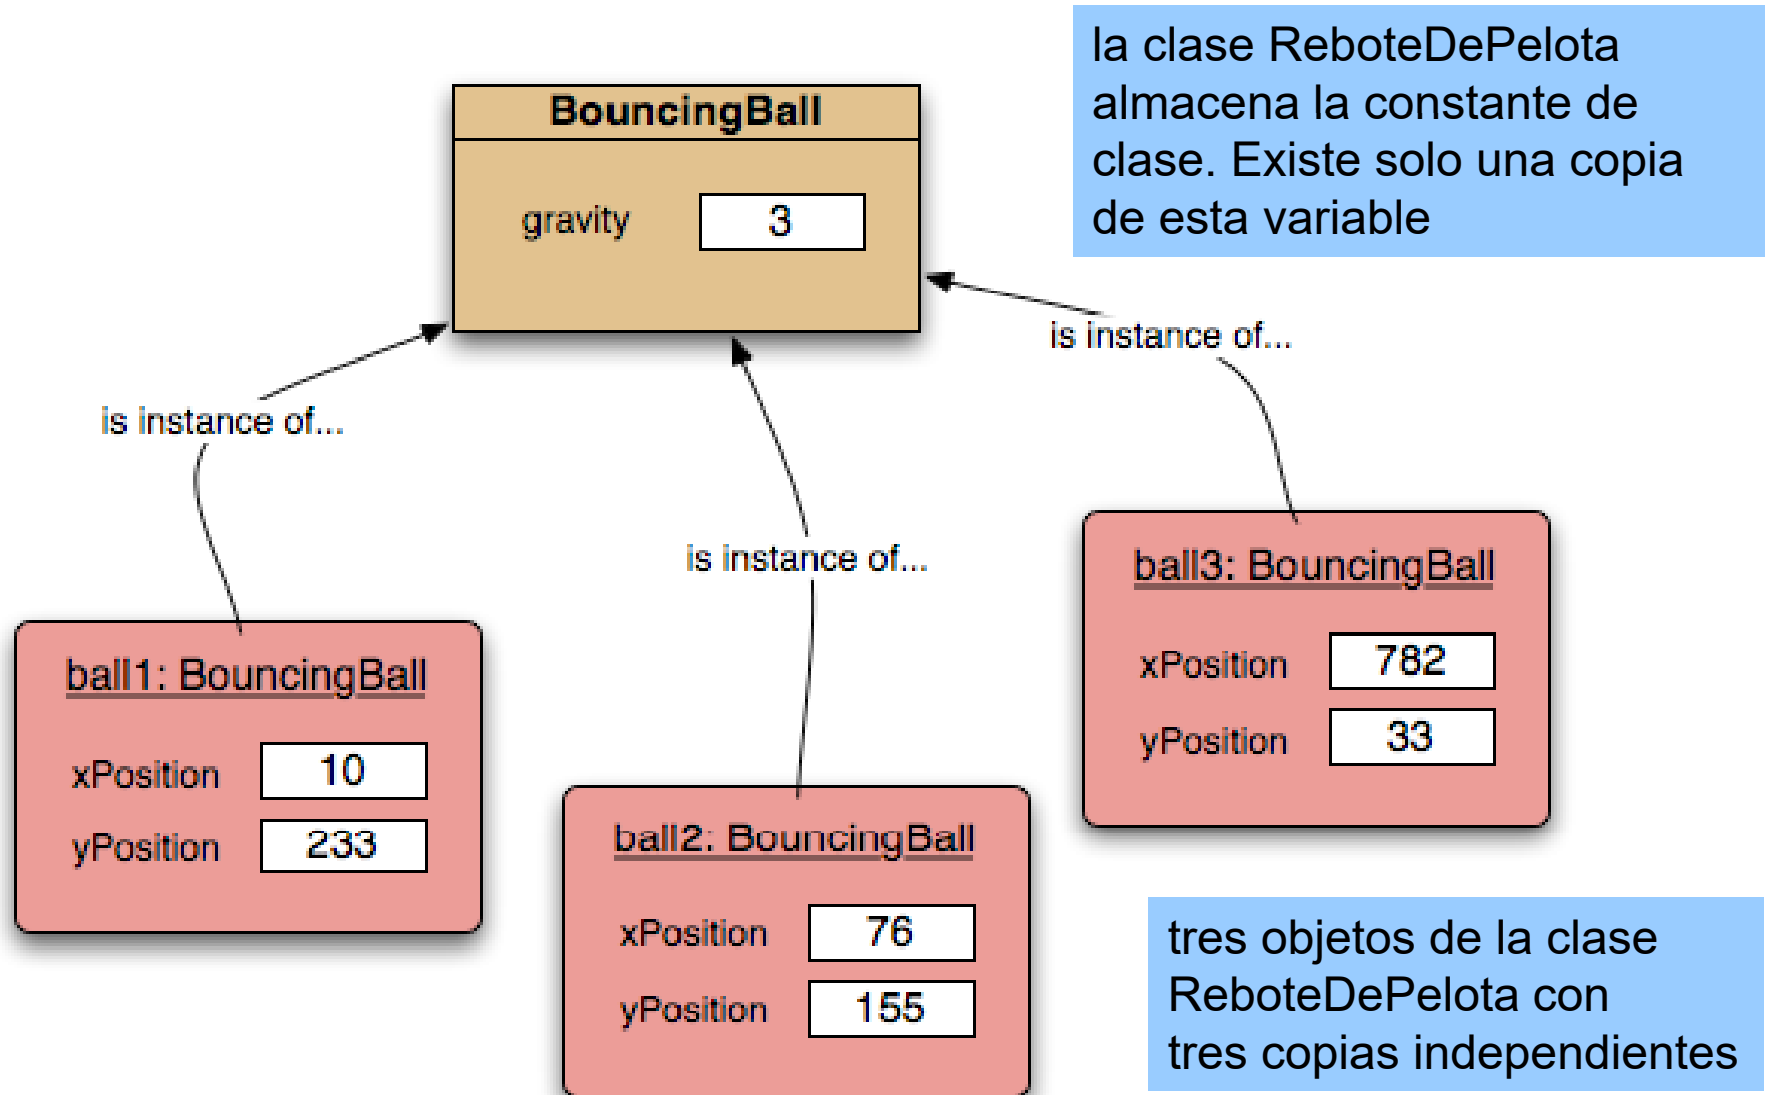 la clase ReboteDePelota
almacena la constante de
clase. Existe solo una copia
de esta variable
BouncingBall
gravity 3
is instance of...
is instance of...
is instance of...
ball1: BouncingBall
xPosition 10
yPosition 233
ball2: BouncingBall
xPosition 76
yPosition 155
ball3: BouncingBall
xPosition 782
yPosition 33
tres objetos de la clase
ReboteDePelota con
tres copias independientes